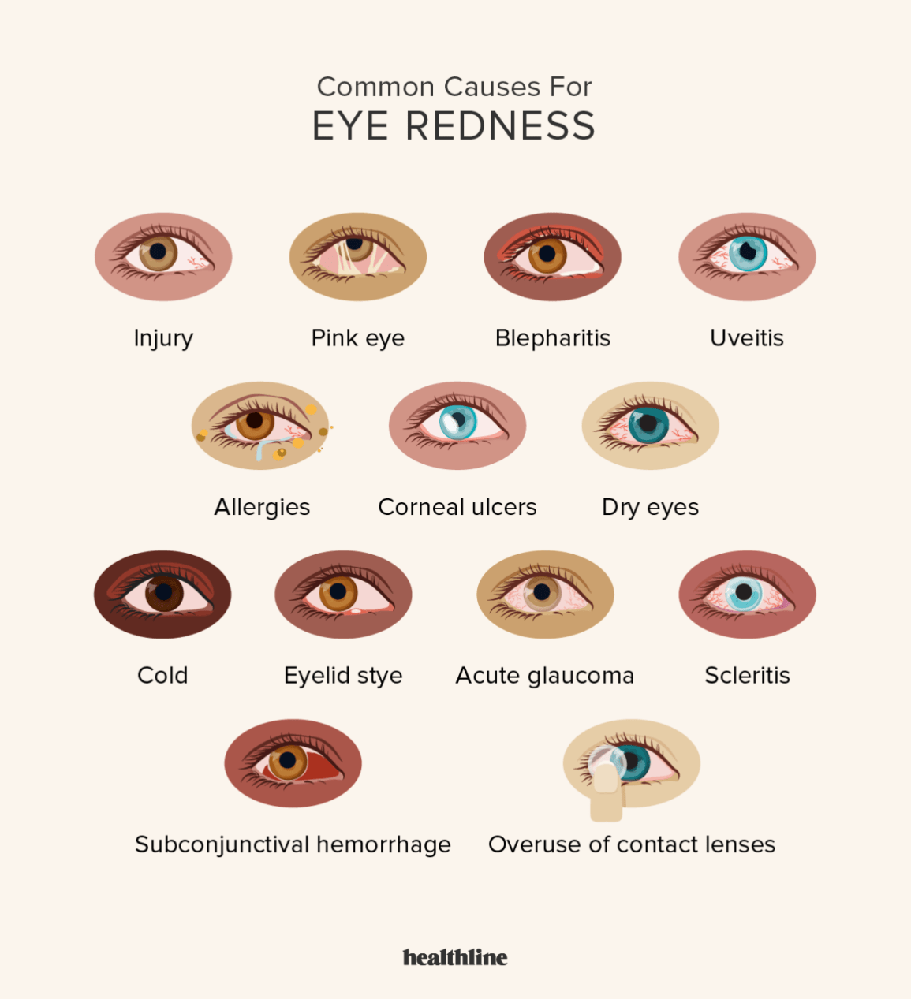 Common Causes For
EYE REDNESS
Injury
Pink eye
Blepharitis
Uveitis
Allergies
Corneal ulcers
Dry eyes
Cold
Eyelid stye
Acute glaucoma
Scleritis
Subconjunctival hemorrhage
Overuse of contact lenses
healthline